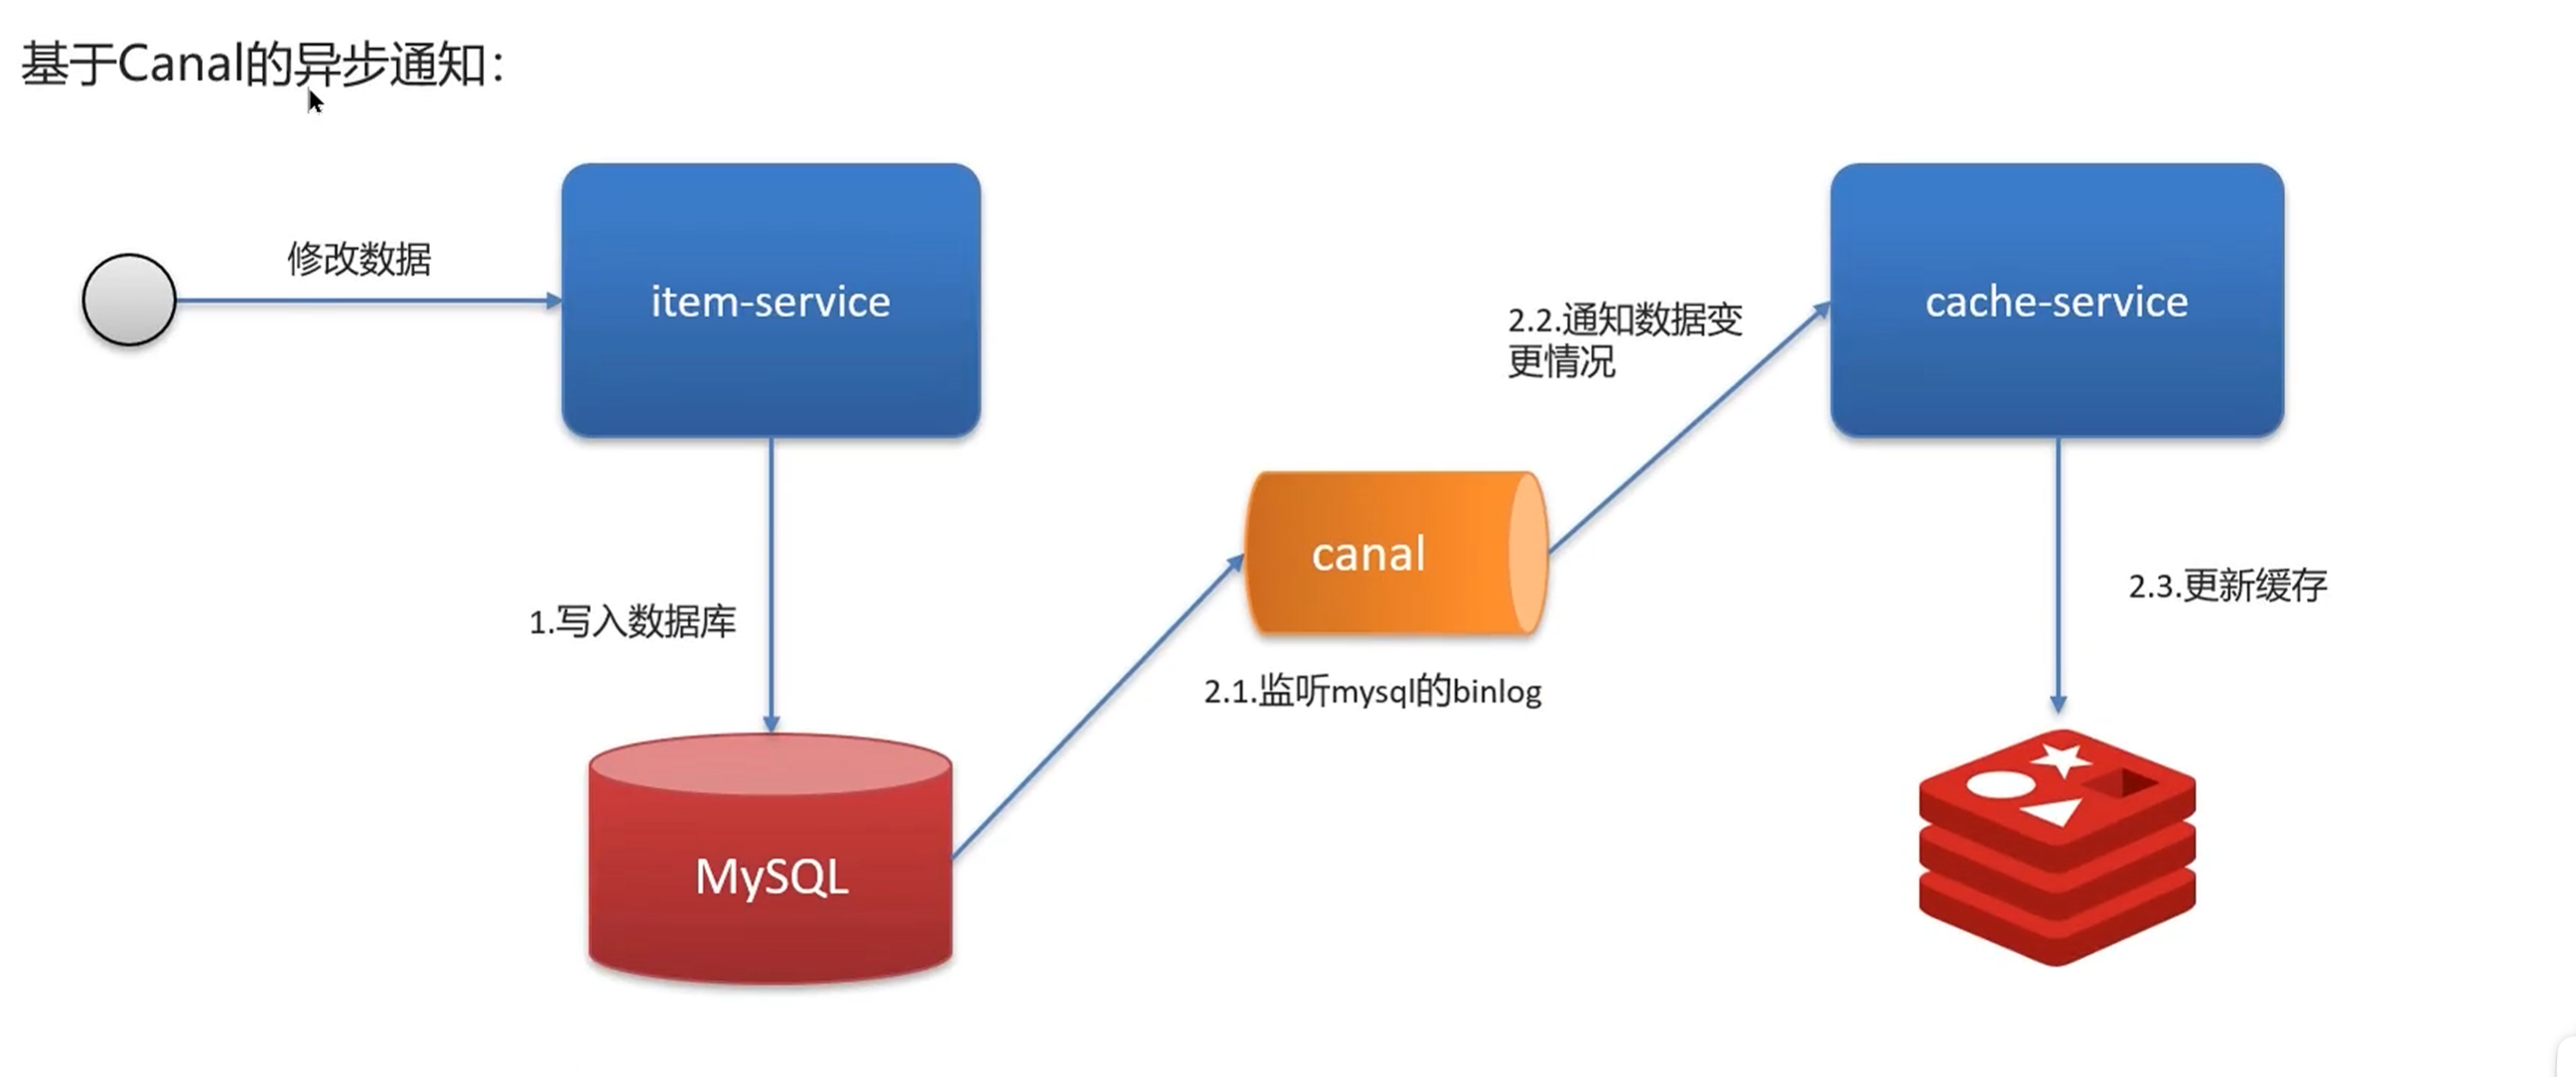 基于Canal的异步通知：
修改数据
item-service
cache-service
2.2.通知数据变
更情况
canal
2.3.更新缓存
1.写入数据库
2.1.监听mysql的binlog
MySQL